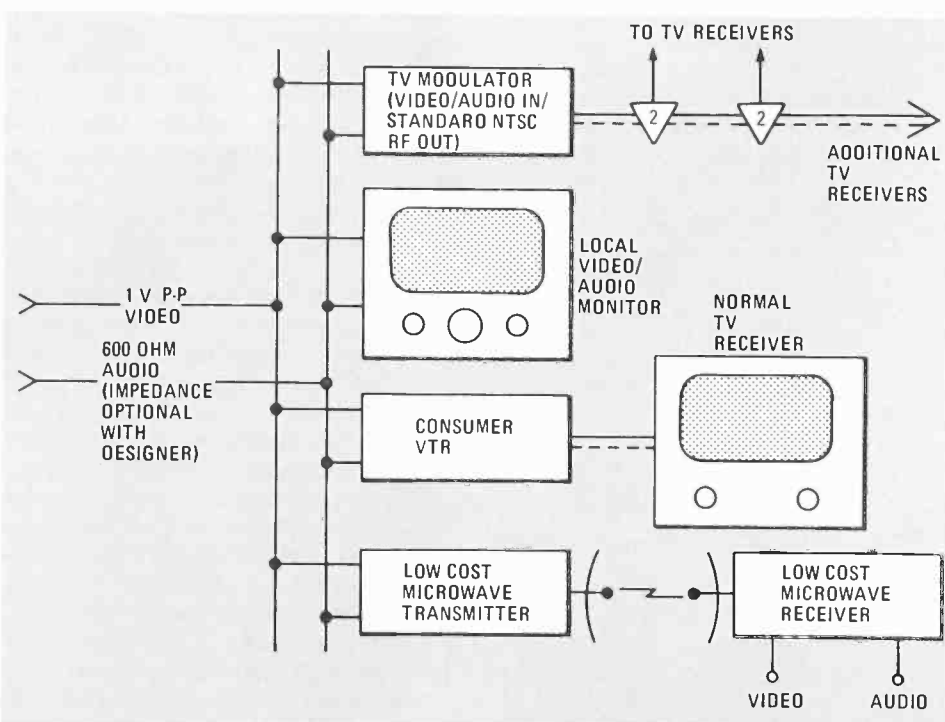 TO TV RECEIVERS
TV MODULATOR
(VIDEO/AUDIO IN/
STANDARD NTSC
RF OUT)
2
2
ADDITIONAL
TV
RECEIVERS
LOCAL
VIDEO/
AUDIO
MONITOR
1 V P-P
VIDEO
NORMAL
TV
RECEIVER
600 OHM
AUDIO
(IMPEDANCE
OPTIONAL
WITH
DESIGNER)
CONSUMER
VTR
LOW COST
MICROWAVE
TRANSMITTER
LOW COST
MICROWAVE
RECEIVER
VIDEO
AUDIO